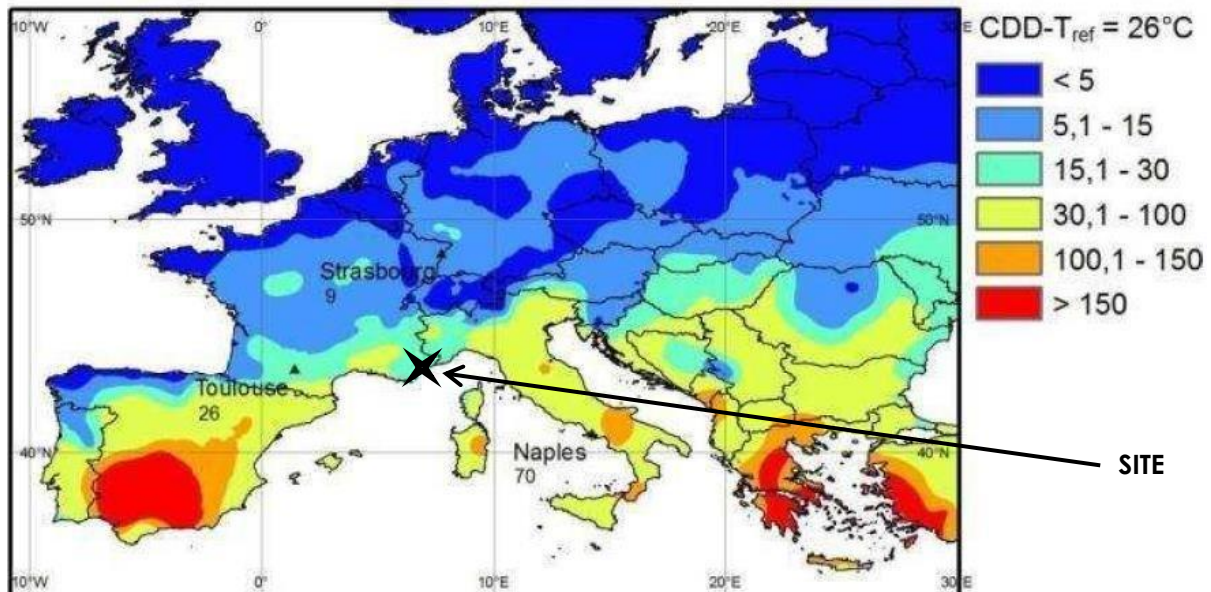 10°W 0° 10°E 20°E 30°E
CDD-Tref = 26°C
< 5
5,1 - 15
15,1 - 30
30,1 - 100
100,1 - 150
> 150
50°N 50°N
Strasbourg
9
Toulouse
26
40°N 40°N
Naples
70
SITE
10°W 0° 10°E 20°E 30°E